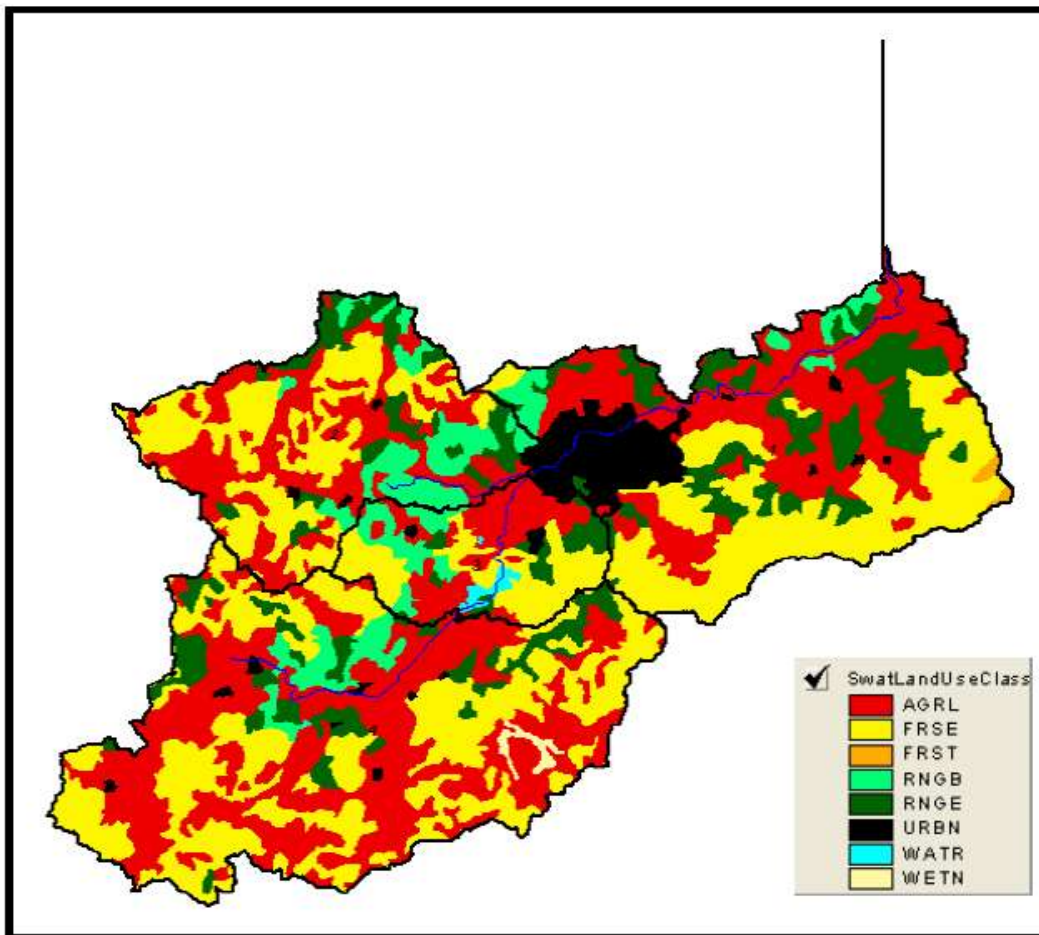 SwatLandUseClass
AGRL
FRSE
FRST
RNGB
RNGE
URBN
WATR
WETN